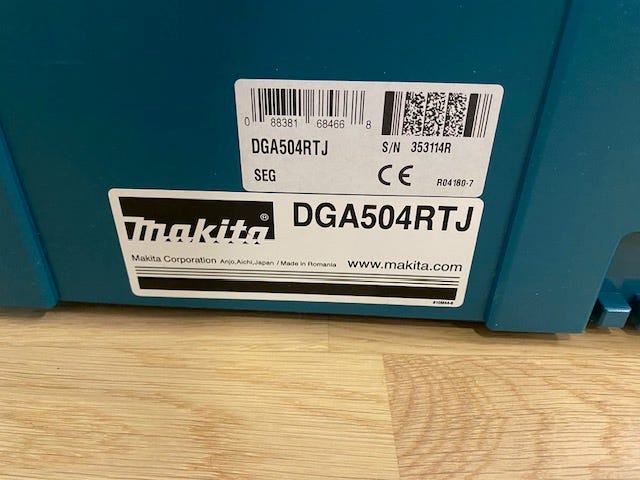 0 88381 68466 8
DGA504RTJ S/N 353114R
SEG CE R04180-7
makita® DGA504RTJ
Makita Corporation Anjo, Aichi, Japan / Made in Romania www.makita.com